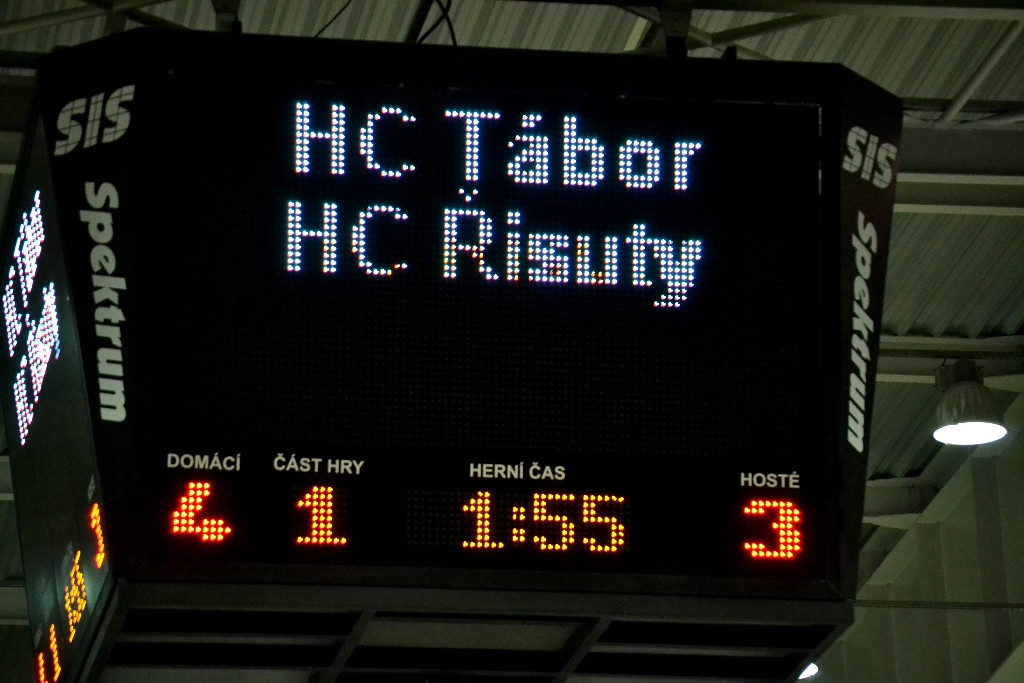 SIS
Spektrum
HC Tábor
HC Řisuty
SIS
Spektrum
DOMÁCÍ ČÁST HRY HERNÍ ČAS HOSTÉ
4 1 1:55 3